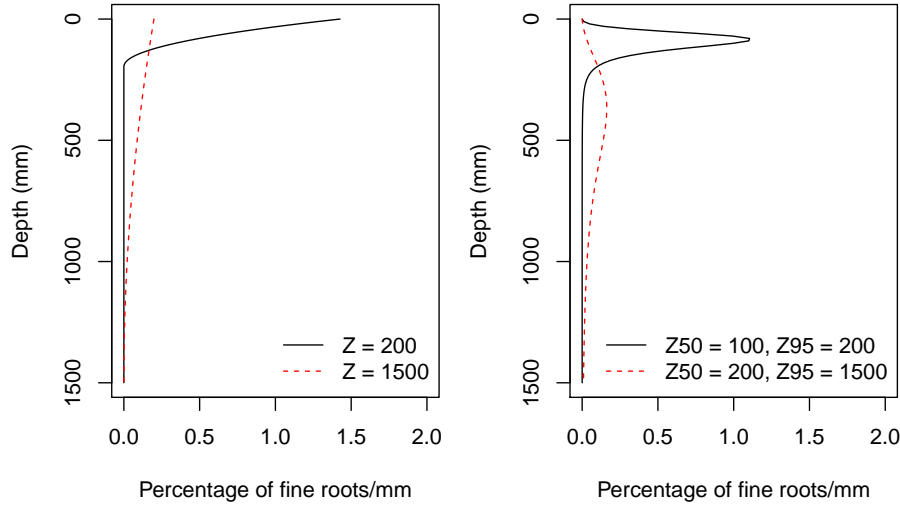 0
500
1000
1500
Depth (mm)
Z = 200
Z = 1500
0.0 0.5 1.0 1.5 2.0
Percentage of fine roots/mm
0
500
1000
1500
Depth (mm)
Z50 = 100, Z95 = 200
Z50 = 200, Z95 = 1500
0.0 0.5 1.0 1.5 2.0
Percentage of fine roots/mm